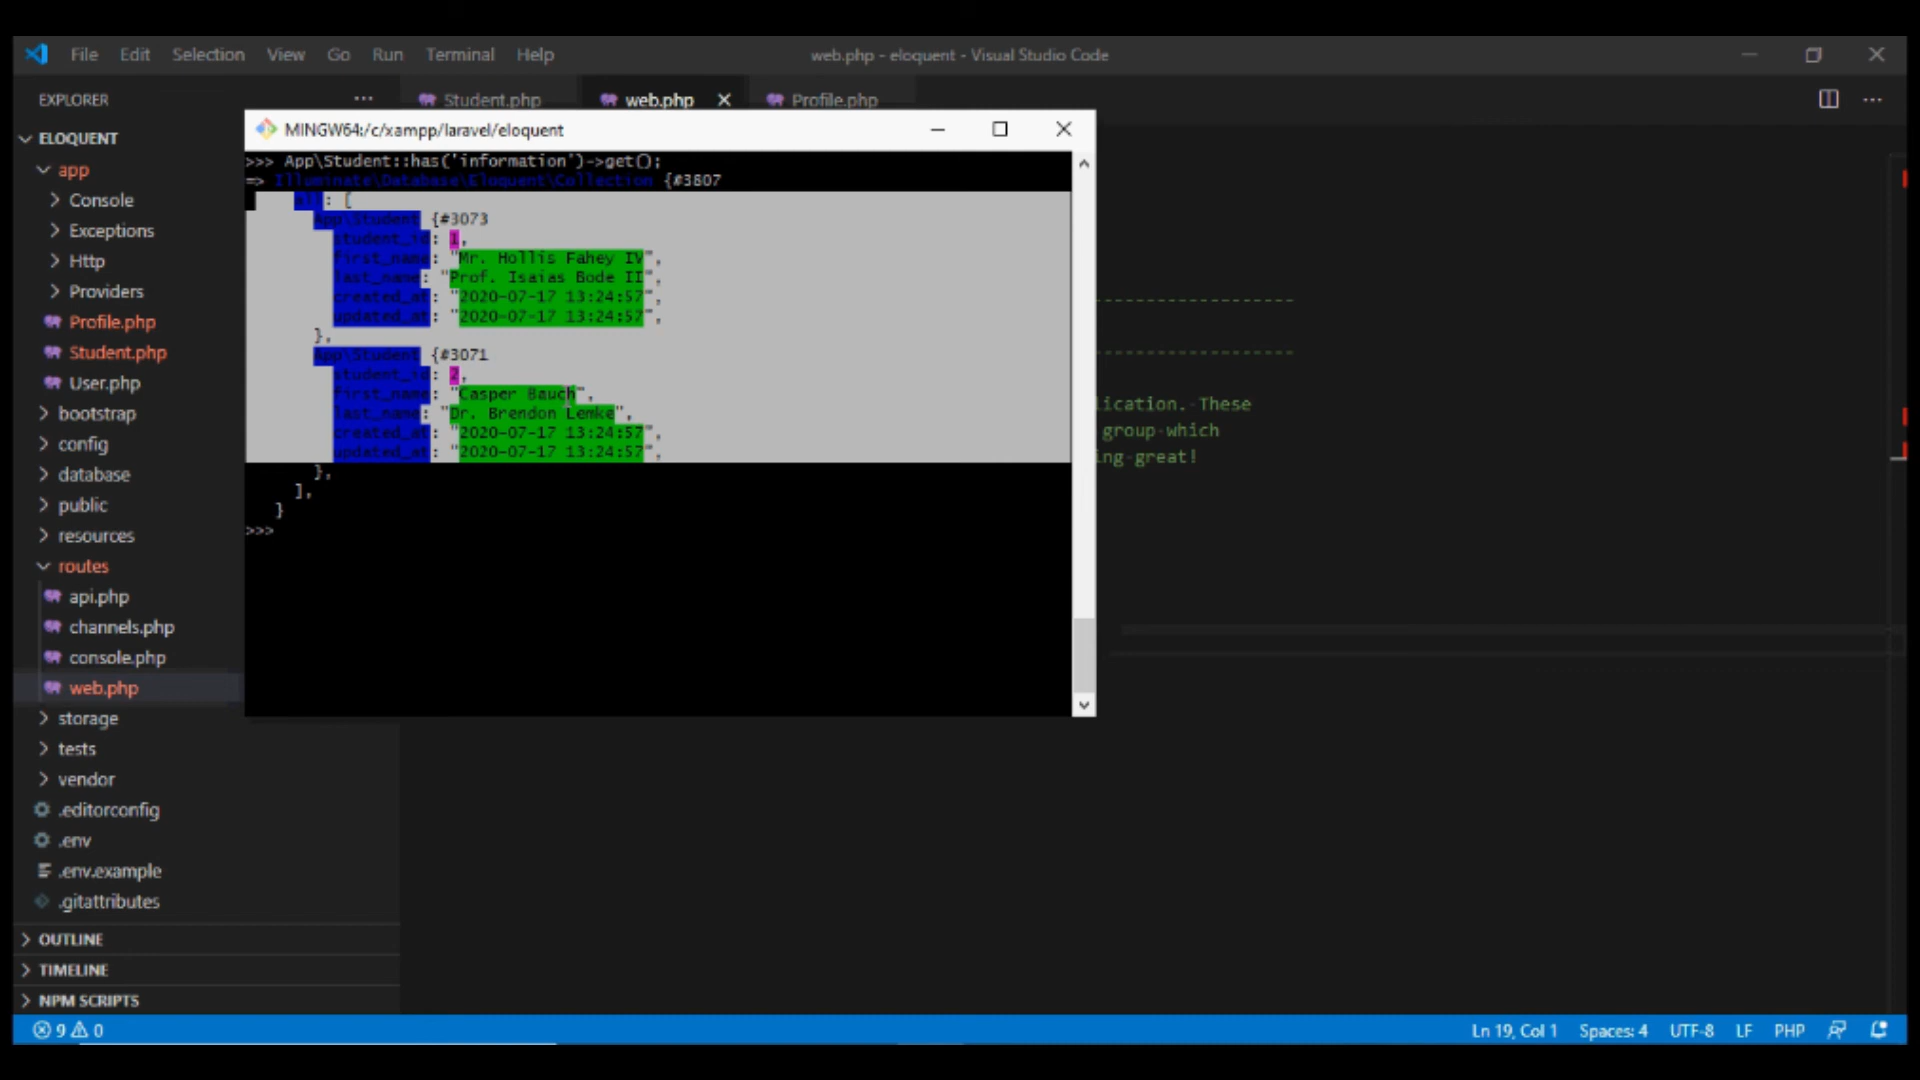 File Edit Selection View Go Run Terminal Help web.php - eloquent - Visual Studio Code
EXPLORER ... Student.php web.php Profile.php ...
ELOQUENT
app
Console
Exceptions
Http
Providers
Profile.php
Student.php
User.php
bootstrap
config
database
public
resources
routes
api.php
channels.php
console.php
web.php
storage
tests
vendor
.editorconfig
.env
.env.example
.gitattributes
OUTLINE
TIMELINE
NPM SCRIPTS
MINGW64:/c/xampp/laravel/eloquent
>>> App\Student::has('information')->get();
=> Illuminate\Database\Eloquent\Collection {#3807
all: [
App\Student {#3073
student_id: 1,
first_name: "Mr. Hollis Fahey IV",
last_name: "Prof. Isaias Bode II",
created_at: "2020-07-17 13:24:57",
updated_at: "2020-07-17 13:24:57",
},
App\Student {#3071
student_id: 2,
first_name: "Casper Bauch",
last_name: "Dr. Brendon Lemke",
created_at: "2020-07-17 13:24:57",
updated_at: "2020-07-17 13:24:57",
},
],
}
>>>
lication. These
group which
ing great!
9 0 Ln 19, Col 1 Spaces: 4 UTF-8 LF PHP